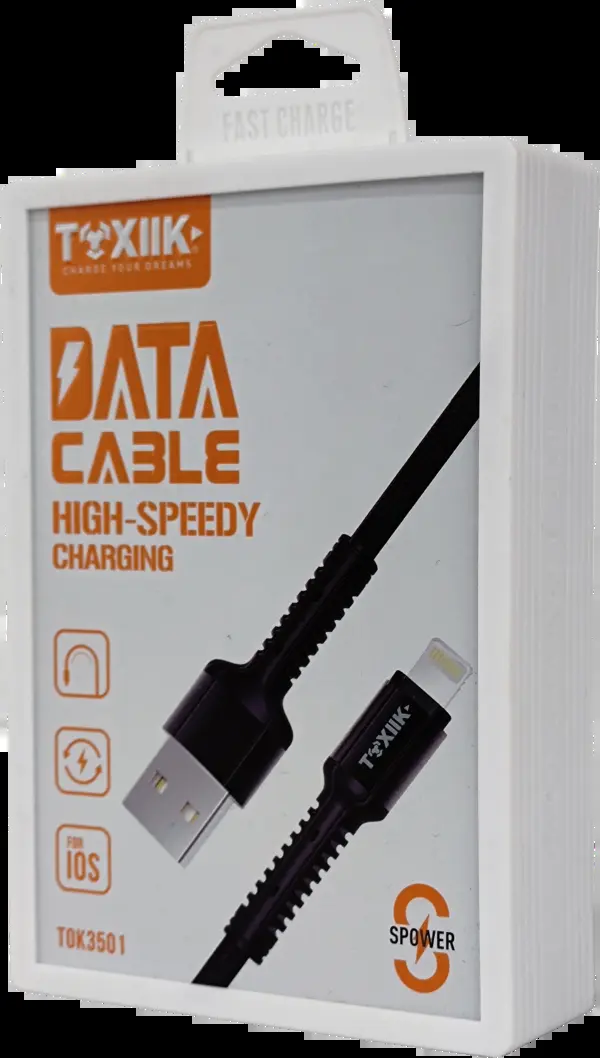 FAST CHARGE
TOXIIK
CHARGE YOUR DREAMS
DATA
CABLE
HIGH-SPEEDY
CHARGING
TOXIIK
FOR
IOS
TOK3501
SPOWER